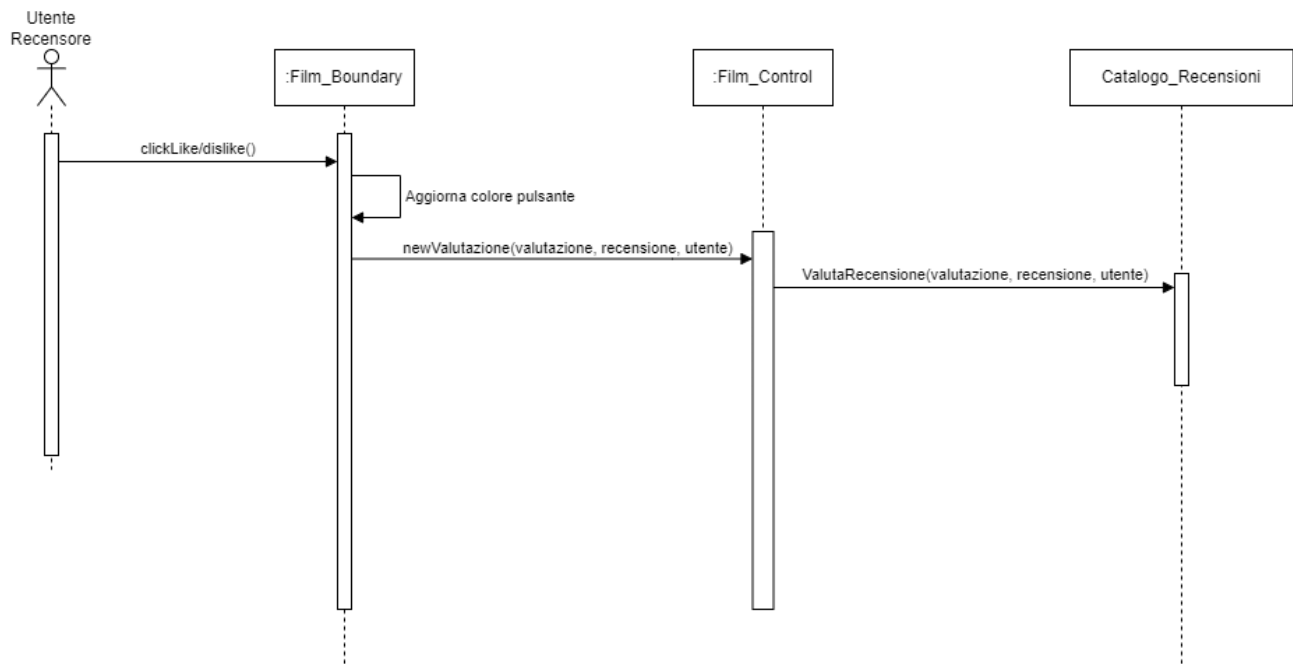 Utente
Recensore
:Film_Boundary
:Film_Control
Catalogo_Recensioni
clickLike/dislike()
Aggiorna colore pulsante
newValutazione(valutazione, recensione, utente)
ValutaRecensione(valutazione, recensione, utente)